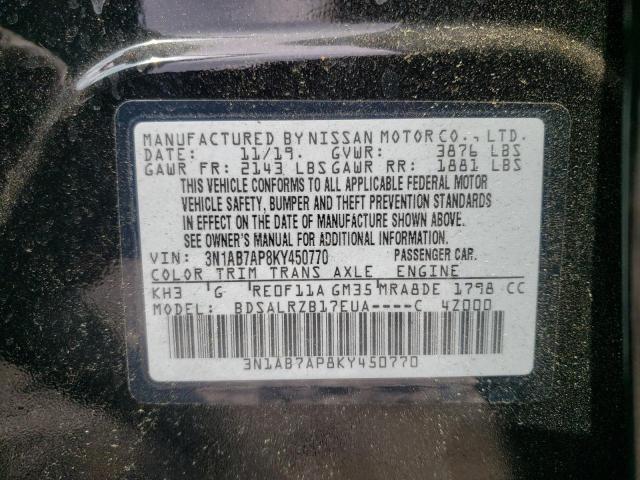 MANUFACTURED BY NISSAN MOTOR CO., LTD.
DATE: 11/19. GVWR: 3876 LBS
GAWR FR: 2143 LBS GAWR RR: 1881 LBS
THIS VEHICLE CONFORMS TO ALL APPLICABLE FEDERAL MOTOR
VEHICLE SAFETY, BUMPER AND THEFT PREVENTION STANDARDS
IN EFFECT ON THE DATE OF MANUFACTURE SHOWN ABOVE.
SEE OWNER'S MANUAL FOR ADDITIONAL INFORMATION.
VIN: 3N1AB7AP8KY450770 PASSENGER CAR.
COLOR TRIM TRANS AXLE ENGINE
KH3 G RE0F11A GM35 MRA8DE 1798 CC
MODEL: BDSALRZB17EUA----C 4Z000
3N1AB7AP8KY450770